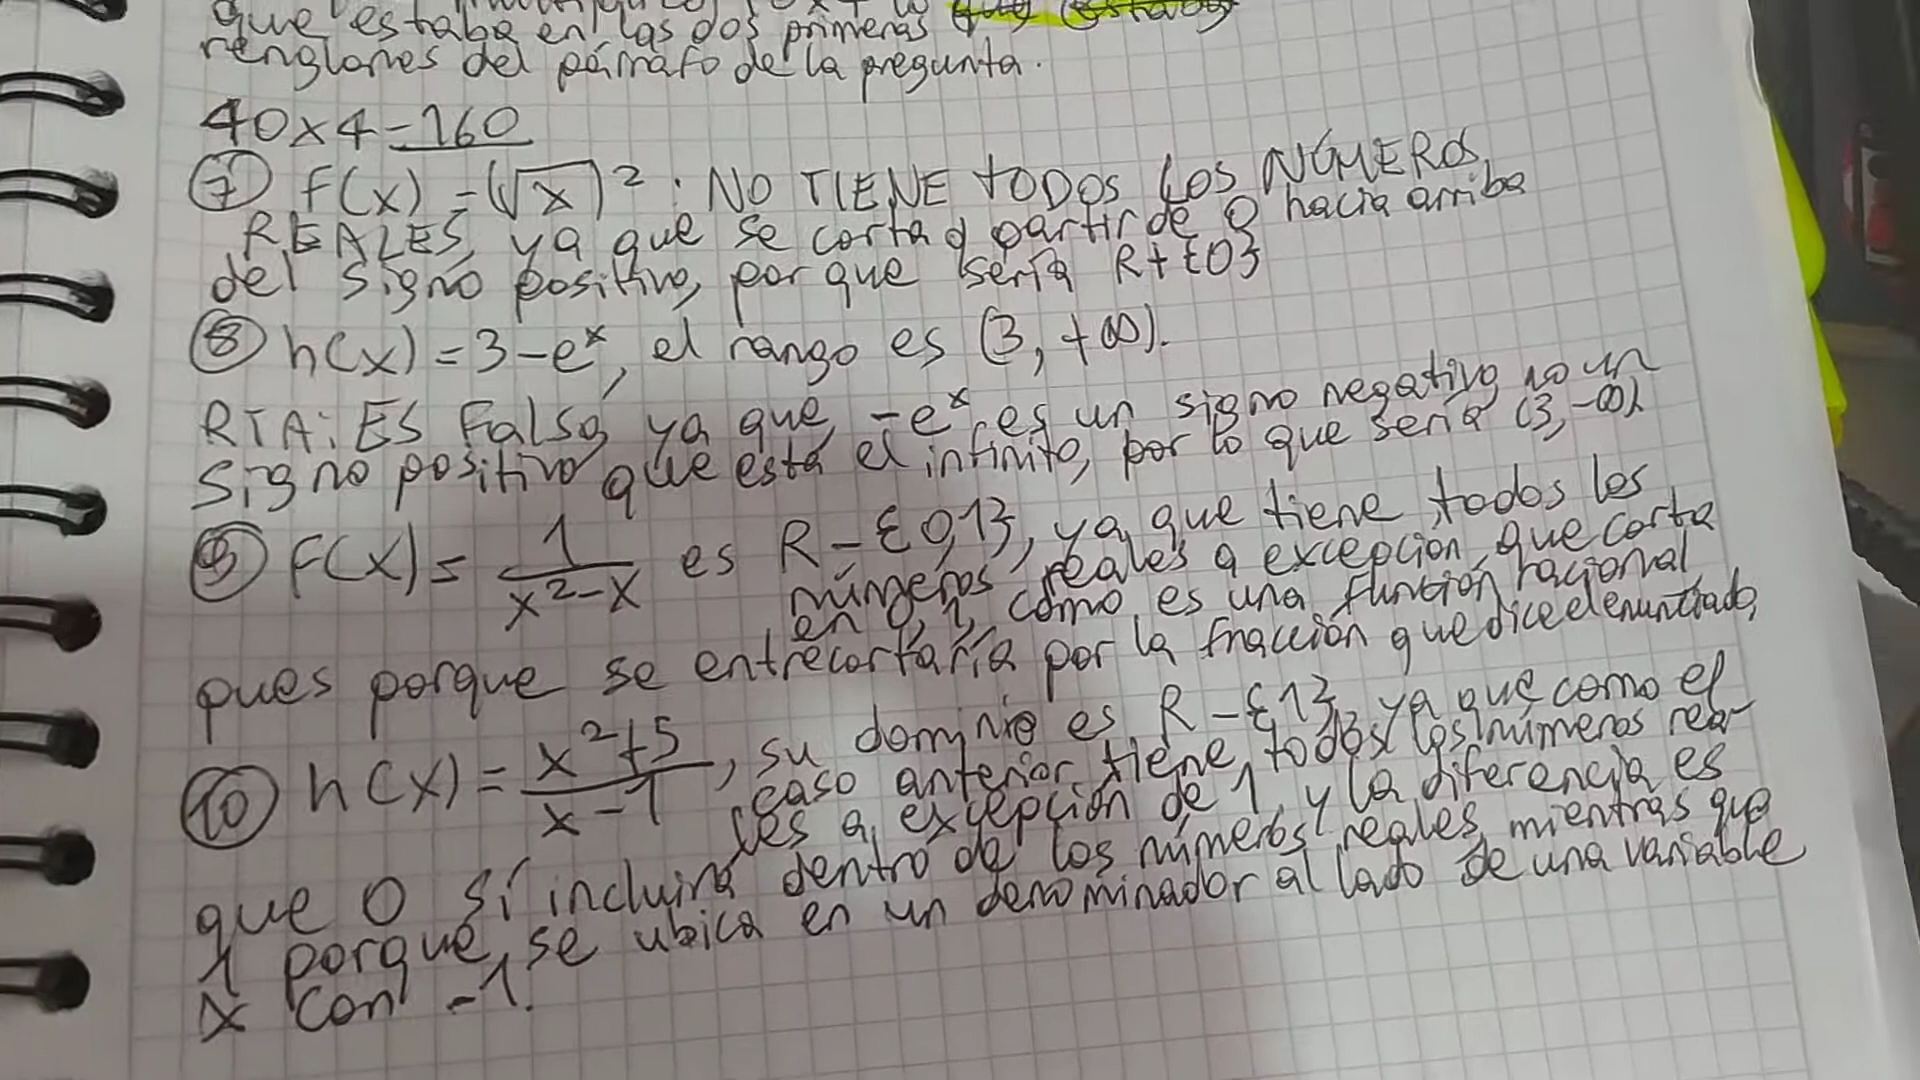 que estaba en las dos primeras que estaba
renglones del párrafo de la pregunta.
40x4=160
⑦ f(x) = (√x)². NO TIENE TODOS LOS NÚMEROS
REALES, ya que se corta a partir de 0 hacia arriba
del signo positivo, por que sería R+{0}
⑧ h(x) = 3-eˣ, el rango es (3, +∞).
RTA: ES Falso, ya que, -eˣ es un signo negativo no un
signo positivo que está el infinito, por lo que sería (3, -∞).
⑨ f(x) = 1/(x²-x) es R-{0,1}, ya que tiene todos los
números reales a excepción que corta
en 0, 1, como es una función racional
pues porque se entrecortaría por la fracción que dice el enunciado,
⑩ h(x) = (x²+5)/(x-1), su dominio es R-{1} ya que como el
caso anterior tiene todos los números rea-
les a excepción de 1, y la diferencia es
que 0 sí incluirá dentro de los números reales, mientras que
1 porque se ubica en un denominador al lado de una variable
x con -1.